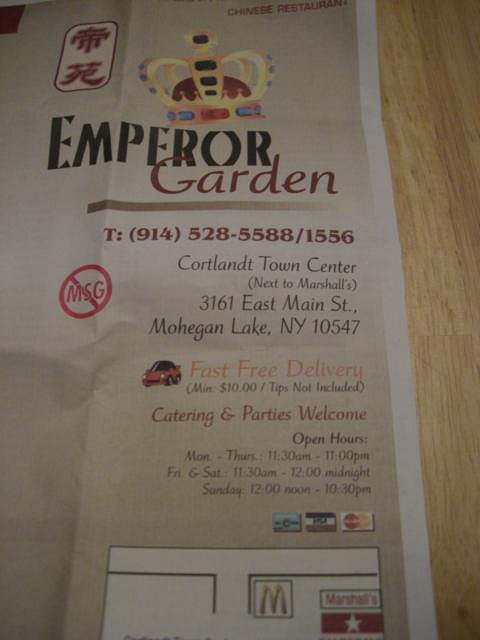 CHINESE RESTAURANT
帝
苑
EMPEROR
Garden
T: (914) 528-5588/1556
Cortlandt Town Center
(Next to Marshall's)
MSG
3161 East Main St.,
Mohegan Lake, NY 10547
Fast Free Delivery
(Min. $10.00 / Tips Not Included)
Catering & Parties Welcome
Open Hours:
Mon. - Thurs.: 11:30am - 11:00pm
Fri. & Sat.: 11:30am - 12:00 midnight
Sunday: 12:00 noon - 10:30pm
VISA
M
Marshall's